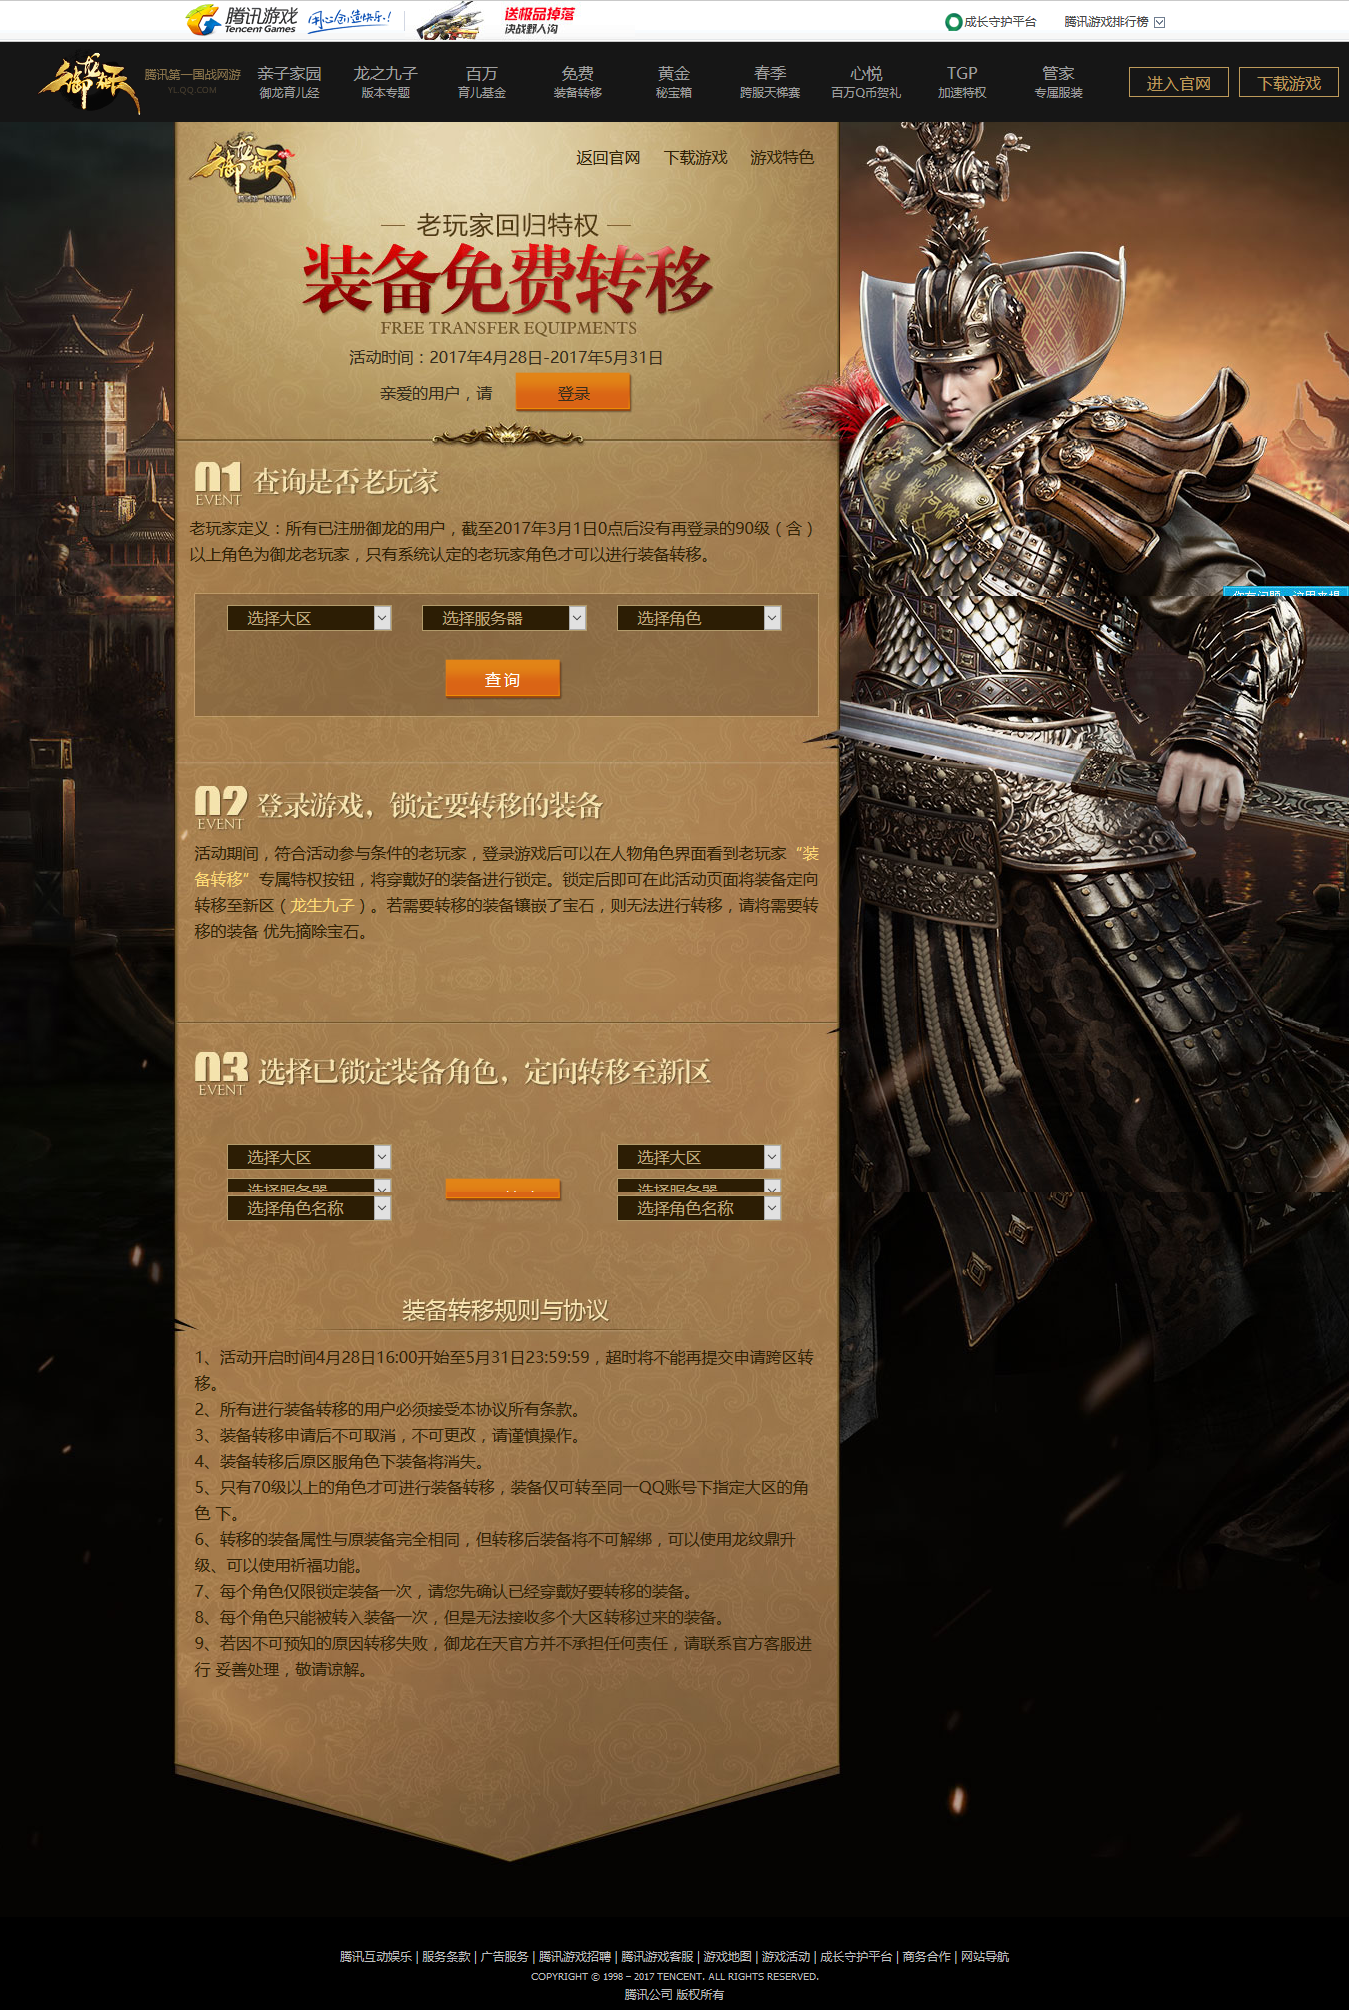 腾讯游戏 用心创造快乐! 送极品掉落
Tencent Games 决战野人沟
成长守护平台 腾讯游戏排行榜
御龙在天 腾讯第一国战网游
YL.QQ.COM
亲子家园 龙之九子 百万 免费 黄金 春季 心悦 TGP 管家
御龙育儿经 版本专题 育儿基金 装备转移 秘宝箱 跨服天梯赛 百万Q币贺礼 加速特权 专属服装
进入官网 下载游戏
御龙在天
腾讯第一国战网游
返回官网 下载游戏 游戏特色
老玩家回归特权
装备免费转移
FREE TRANSFER EQUIPMENTS
活动时间：2017年4月28日-2017年5月31日
亲爱的用户，请 登录
01 EVENT 查询是否老玩家
老玩家定义：所有已注册御龙的用户，截至2017年3月1日0点后没有再登录的90级（含）
以上角色为御龙老玩家，只有系统认定的老玩家角色才可以进行装备转移。
选择大区 选择服务器 选择角色
查询
02 EVENT 登录游戏，锁定要转移的装备
活动期间，符合活动参与条件的老玩家，登录游戏后可以在人物角色界面看到老玩家“装
备转移”专属特权按钮，将穿戴好的装备进行锁定。锁定后即可在此活动页面将装备定向
转移至新区（龙生九子）。若需要转移的装备镶嵌了宝石，则无法进行转移，请将需要转
移的装备 优先摘除宝石。
03 EVENT 选择已锁定装备角色，定向转移至新区
选择大区 选择大区
选择服务器 选择服务器
选择角色名称 选择角色名称
装备转移规则与协议
1、活动开启时间4月28日16:00开始至5月31日23:59:59，超时将不能再提交申请跨区转
移。
2、所有进行装备转移的用户必须接受本协议所有条款。
3、装备转移申请后不可取消，不可更改，请谨慎操作。
4、装备转移后原区服角色下装备将消失。
5、只有70级以上的角色才可进行装备转移，装备仅可转至同一QQ账号下指定大区的角
色 下。
6、转移的装备属性与原装备完全相同，但转移后装备将不可解绑，可以使用龙纹鼎升
级、可以使用祈福功能。
7、每个角色仅限锁定装备一次，请您先确认已经穿戴好要转移的装备。
8、每个角色只能被转入装备一次，但是无法接收多个大区转移过来的装备。
9、若因不可预知的原因转移失败，御龙在天官方并不承担任何责任，请联系官方客服进
行 妥善处理，敬请谅解。
腾讯互动娱乐 | 服务条款 | 广告服务 | 腾讯游戏招聘 | 腾讯游戏客服 | 游戏地图 | 游戏活动 | 成长守护平台 | 商务合作 | 网站导航
COPYRIGHT © 1998 – 2017 TENCENT. ALL RIGHTS RESERVED.
腾讯公司 版权所有